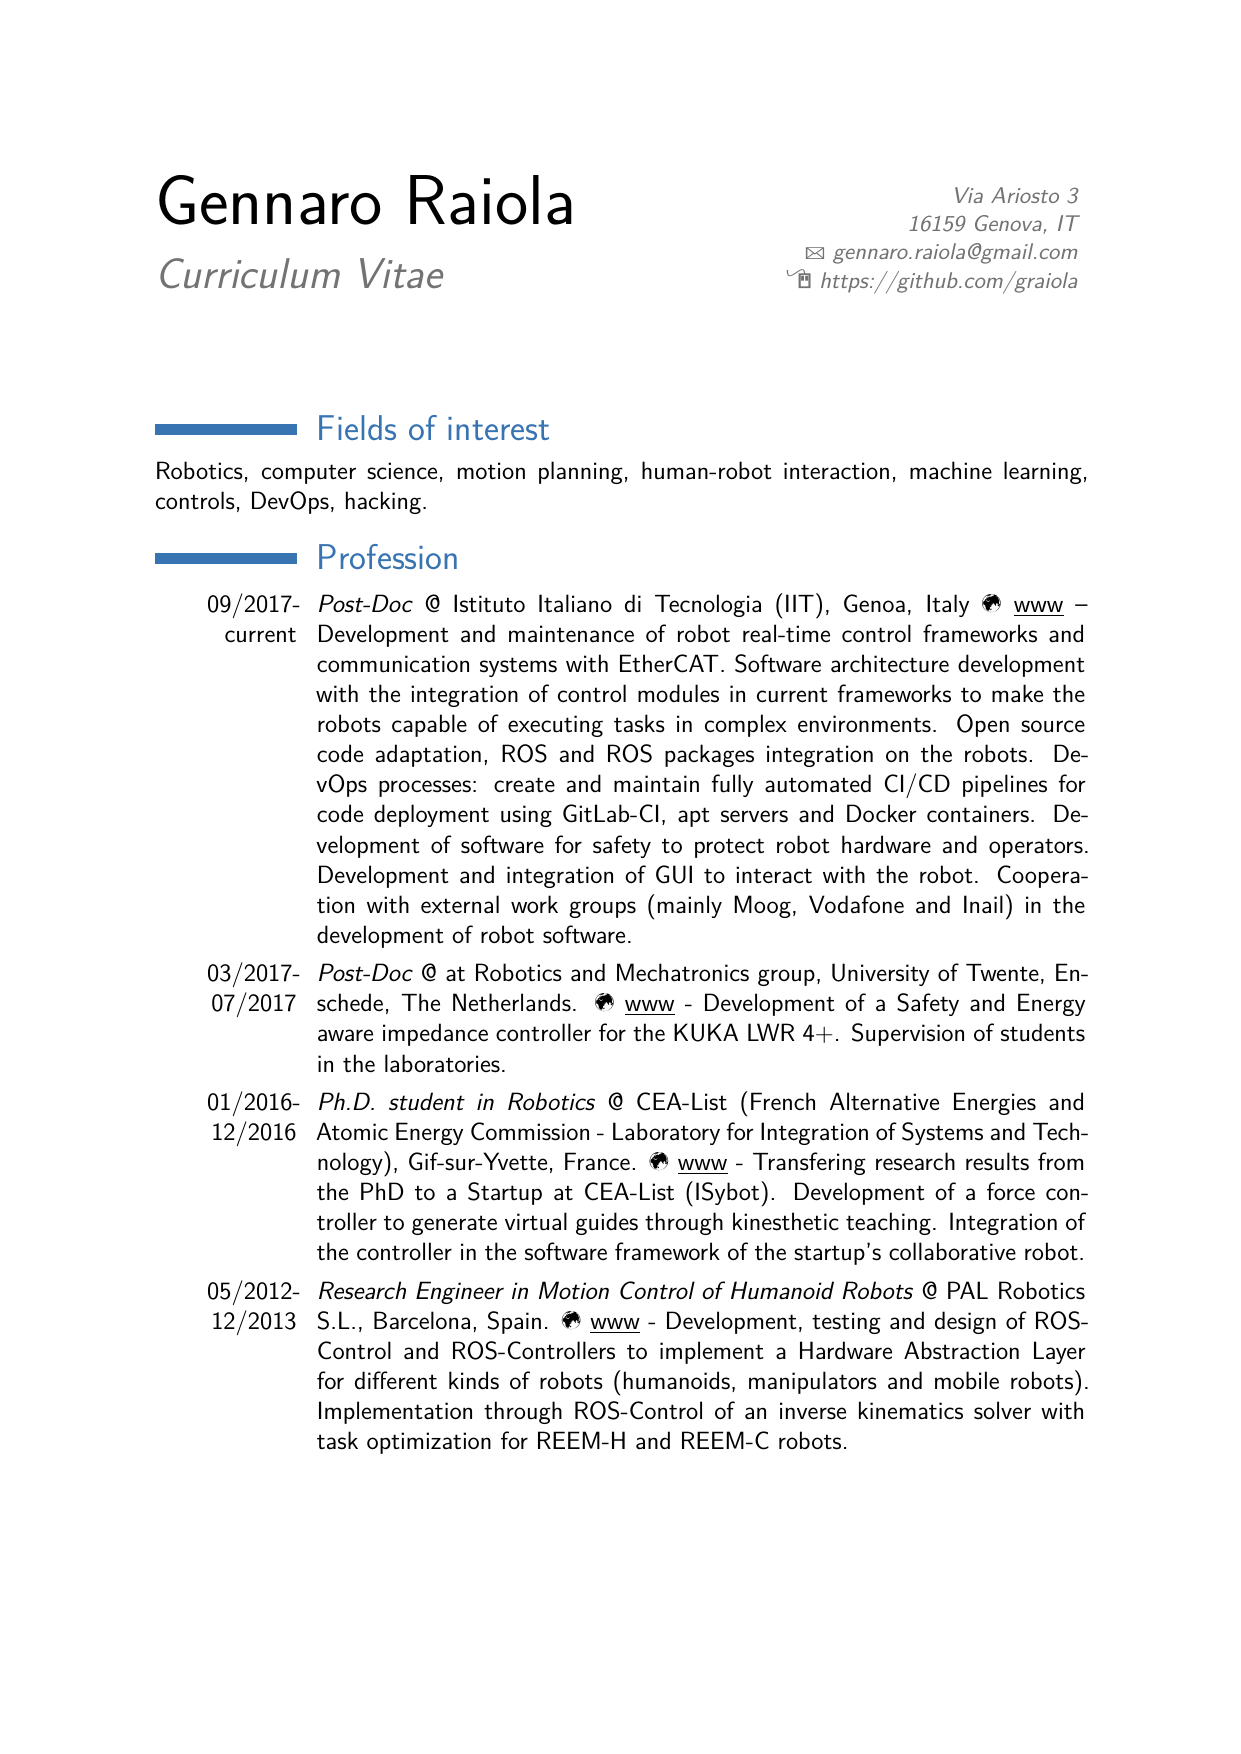 Gennaro Raiola
Curriculum Vitae
Via Ariosto 3
16159 Genova, IT
gennaro.raiola@gmail.com
https://github.com/graiola
Fields of interest
Robotics, computer science, motion planning, human-robot interaction, machine learning,
controls, DevOps, hacking.
Profession
09/2017-
current
Post-Doc @ Istituto Italiano di Tecnologia (IIT), Genoa, Italy www –
Development and maintenance of robot real-time control frameworks and
communication systems with EtherCAT. Software architecture development
with the integration of control modules in current frameworks to make the
robots capable of executing tasks in complex environments. Open source
code adaptation, ROS and ROS packages integration on the robots. De-
vOps processes: create and maintain fully automated CI/CD pipelines for
code deployment using GitLab-CI, apt servers and Docker containers. De-
velopment of software for safety to protect robot hardware and operators.
Development and integration of GUI to interact with the robot. Coopera-
tion with external work groups (mainly Moog, Vodafone and Inail) in the
development of robot software.
03/2017-
07/2017
Post-Doc @ at Robotics and Mechatronics group, University of Twente, En-
schede, The Netherlands. www - Development of a Safety and Energy
aware impedance controller for the KUKA LWR 4+. Supervision of students
in the laboratories.
01/2016-
12/2016
Ph.D. student in Robotics @ CEA-List (French Alternative Energies and
Atomic Energy Commission - Laboratory for Integration of Systems and Tech-
nology), Gif-sur-Yvette, France. www - Transfering research results from
the PhD to a Startup at CEA-List (ISybot). Development of a force con-
troller to generate virtual guides through kinesthetic teaching. Integration of
the controller in the software framework of the startup's collaborative robot.
05/2012-
12/2013
Research Engineer in Motion Control of Humanoid Robots @ PAL Robotics
S.L., Barcelona, Spain. www - Development, testing and design of ROS-
Control and ROS-Controllers to implement a Hardware Abstraction Layer
for different kinds of robots (humanoids, manipulators and mobile robots).
Implementation through ROS-Control of an inverse kinematics solver with
task optimization for REEM-H and REEM-C robots.